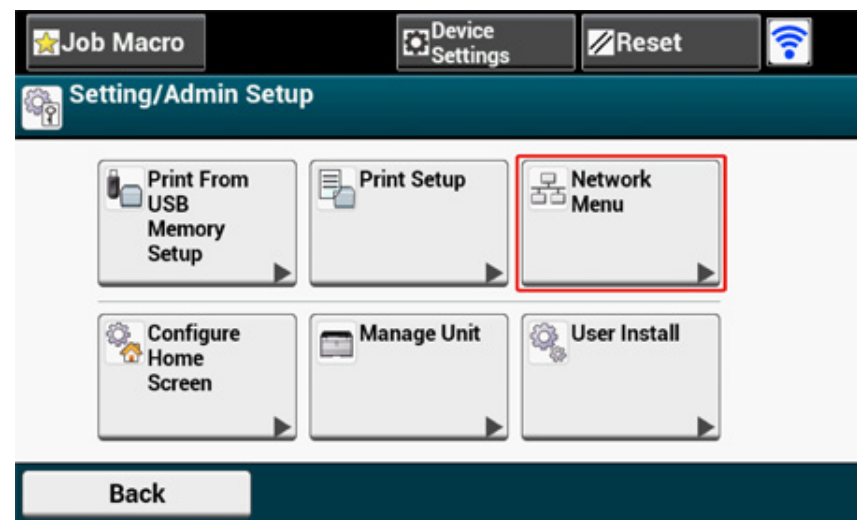 Job Macro
Device
Settings
Reset
Setting/Admin Setup
Print From
USB
Memory
Setup
Print Setup
Network
Menu
Configure
Home
Screen
Manage Unit
User Install
Back